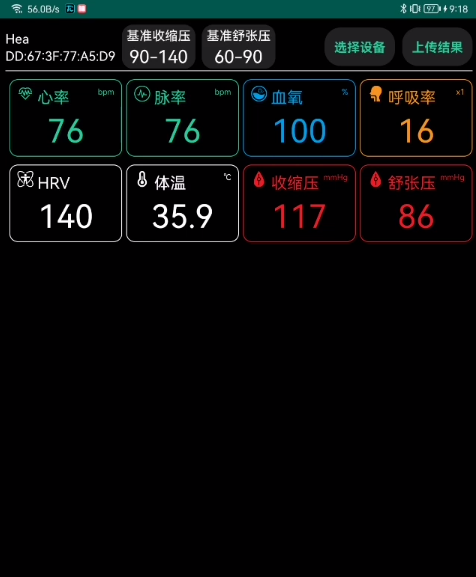 56.0B/s 97 9:18
Hea
DD:67:3F:77:A5:D9
基准收缩压
90-140
基准舒张压
60-90
选择设备
上传结果
心率 bpm
76
脉率 bpm
76
血氧 %
100
呼吸率 x1
16
HRV
140
体温 ℃
35.9
收缩压 mmHg
117
舒张压 mmHg
86